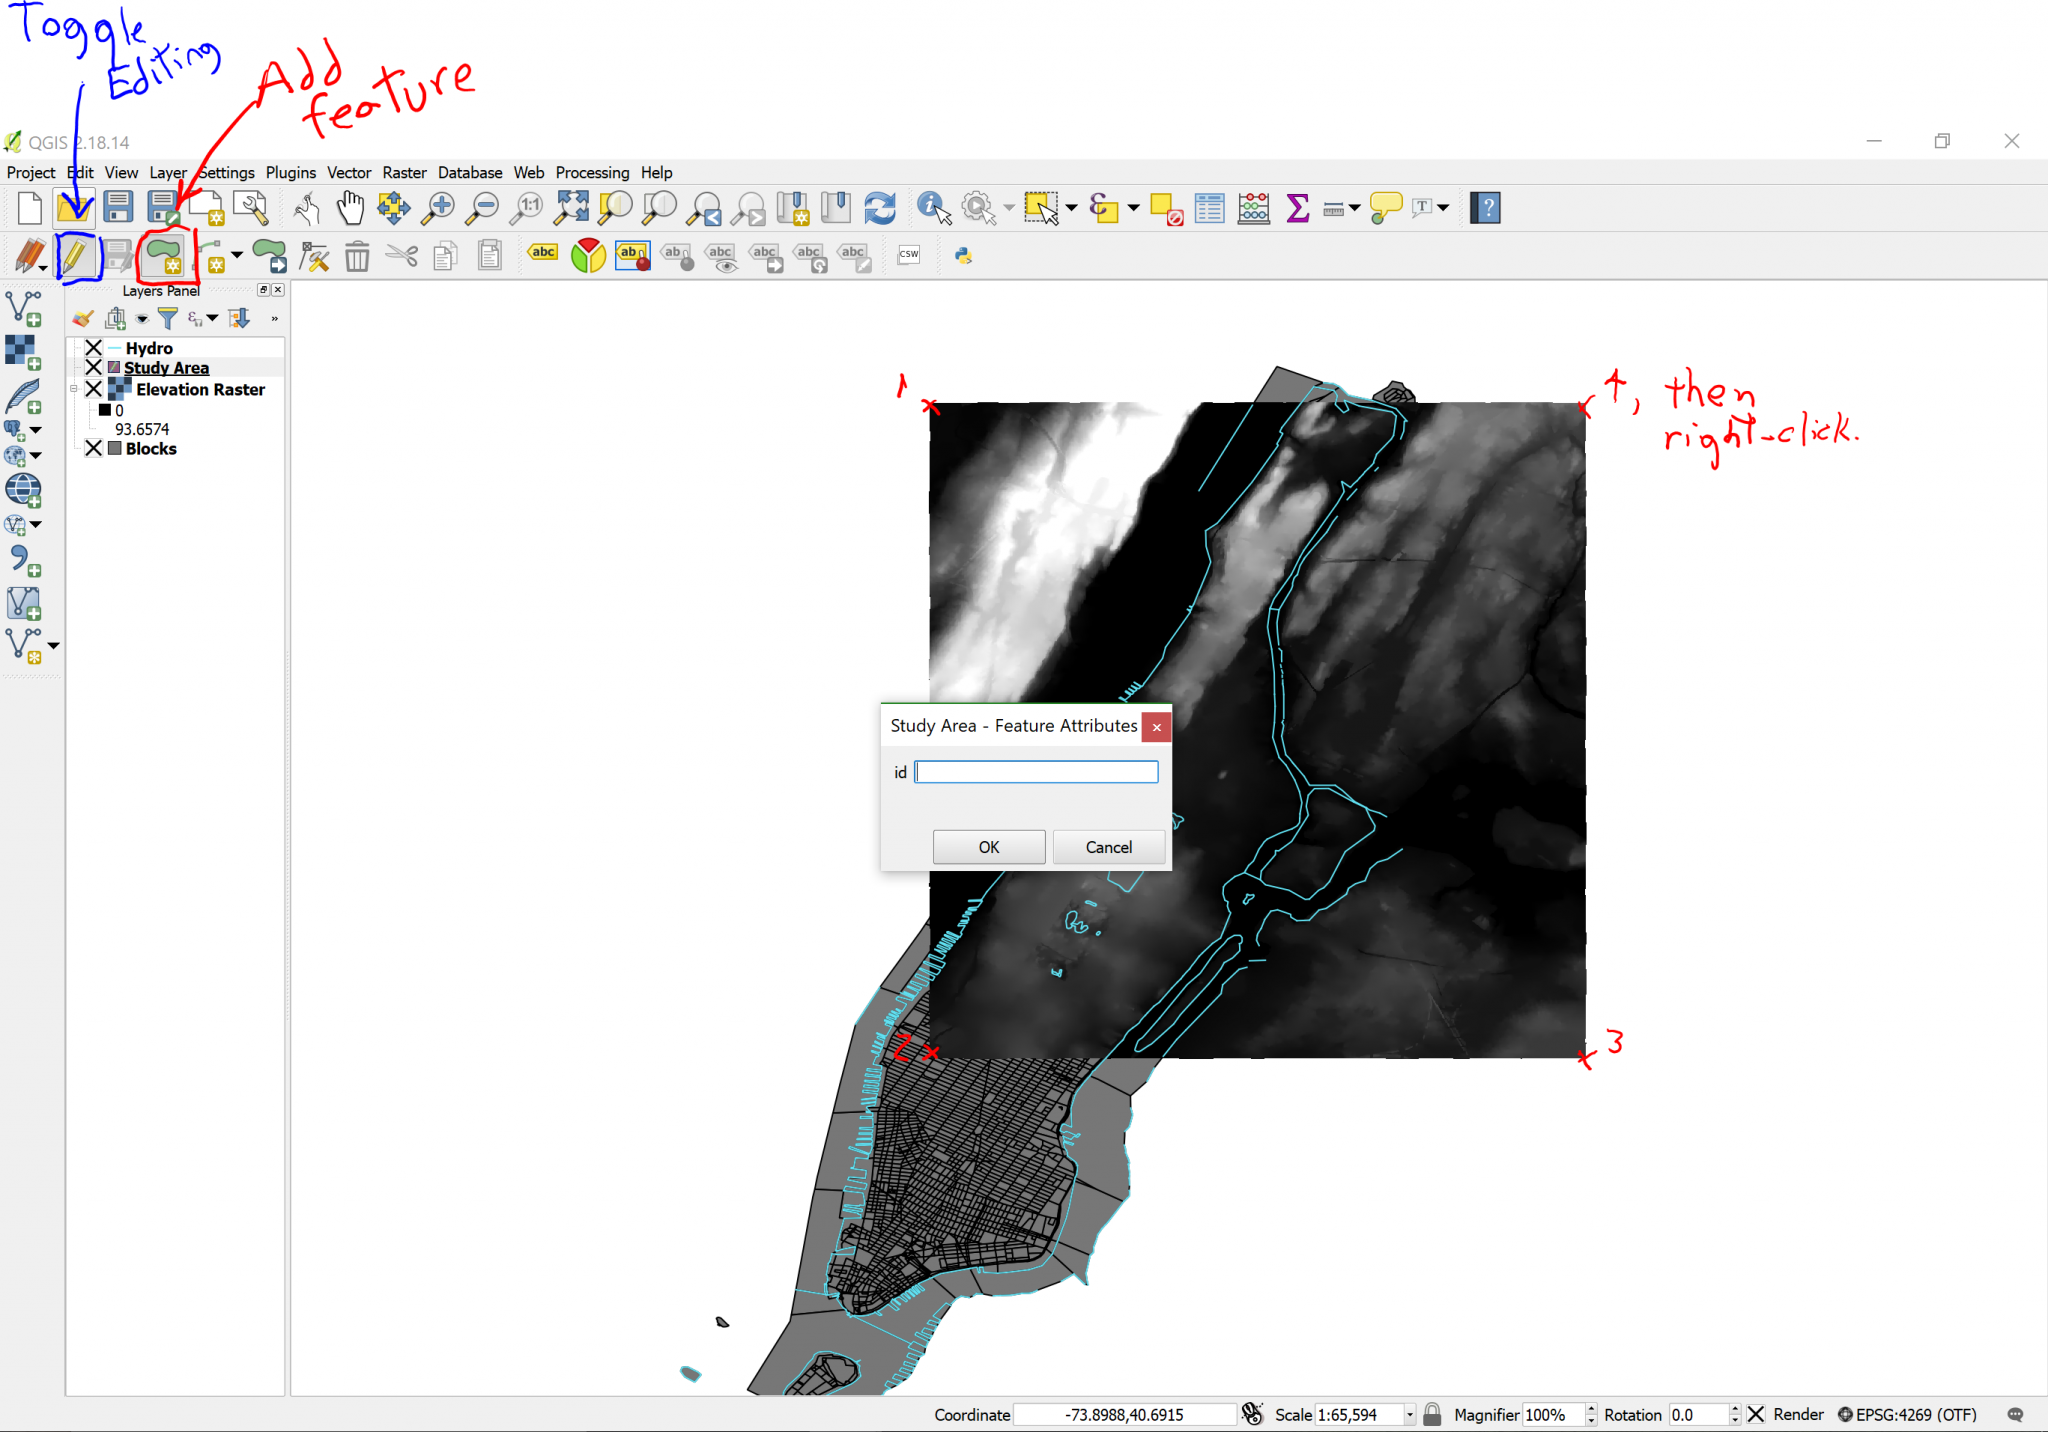 Toggle
Editing
Add
feature
QGIS 2.18.14
Project Edit View Layer Settings Plugins Vector Raster Database Web Processing Help
1:1
abc ab abc abc abc abc abc CSW
Layers Panel
Hydro
Study Area
Elevation Raster
0
93.6574
Blocks
1
4, then
right-click.
Study Area - Feature Attributes
id
OK Cancel
2
3
Coordinate -73.8988,40.6915 Scale 1:65,594 Magnifier 100% Rotation 0.0 Render EPSG:4269 (OTF)